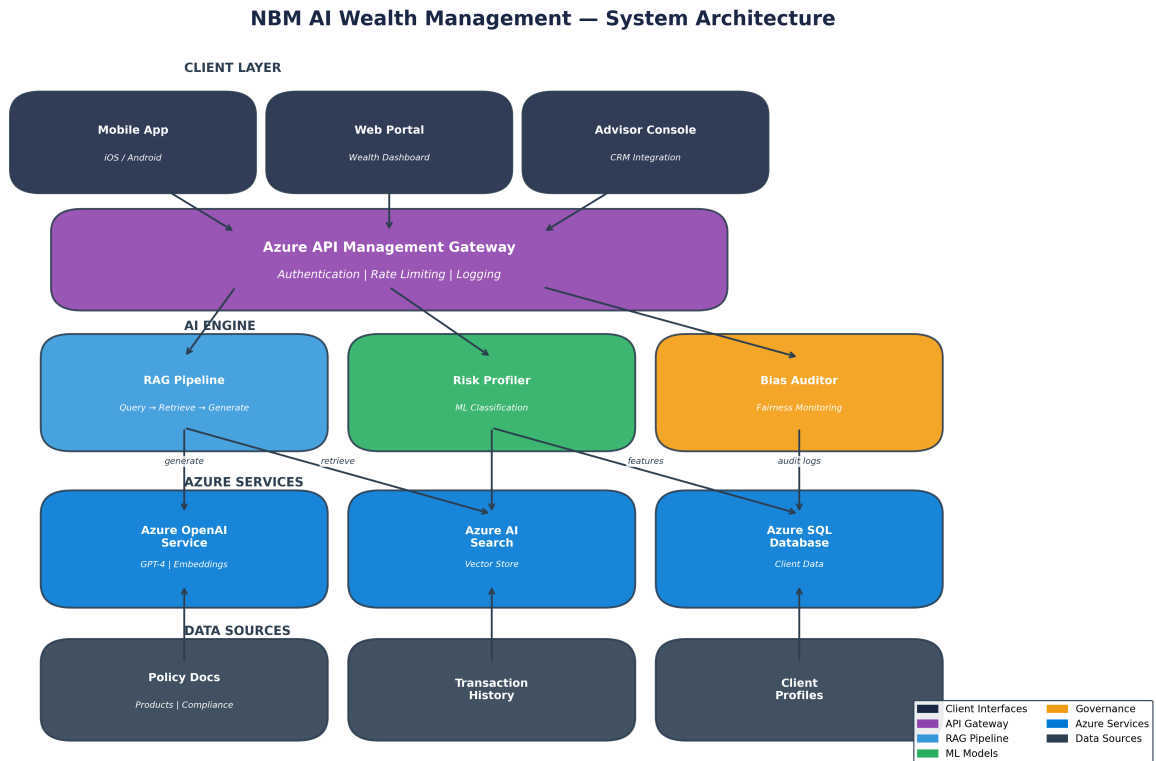 NBM AI Wealth Management — System Architecture
CLIENT LAYER
Mobile App
iOS / Android
Web Portal
Wealth Dashboard
Advisor Console
CRM Integration
Azure API Management Gateway
Authentication | Rate Limiting | Logging
AI ENGINE
RAG Pipeline
Query → Retrieve → Generate
Risk Profiler
ML Classification
Bias Auditor
Fairness Monitoring
generate
retrieve
features
audit logs
AZURE SERVICES
Azure OpenAI
Service
GPT-4 | Embeddings
Azure AI
Search
Vector Store
Azure SQL
Database
Client Data
DATA SOURCES
Policy Docs
Products | Compliance
Transaction
History
Client
Profiles
Client Interfaces
API Gateway
RAG Pipeline
ML Models
Governance
Azure Services
Data Sources